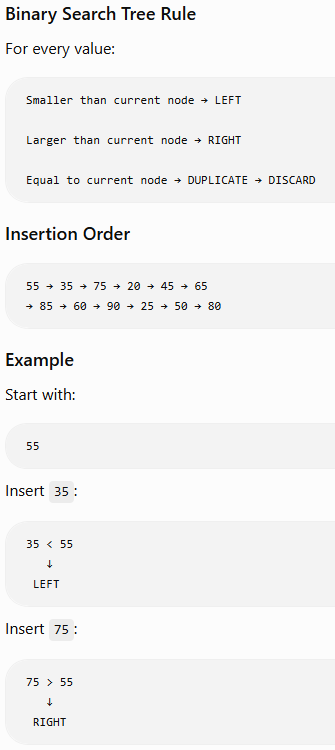 Binary Search Tree Rule
For every value:
Smaller than current node → LEFT
Larger than current node → RIGHT
Equal to current node → DUPLICATE → DISCARD
Insertion Order
55 → 35 → 75 → 20 → 45 → 65
→ 85 → 60 → 90 → 25 → 50 → 80
Example
Start with:
55
Insert 35:
35 < 55
↓
LEFT
Insert 75:
75 > 55
↓
RIGHT